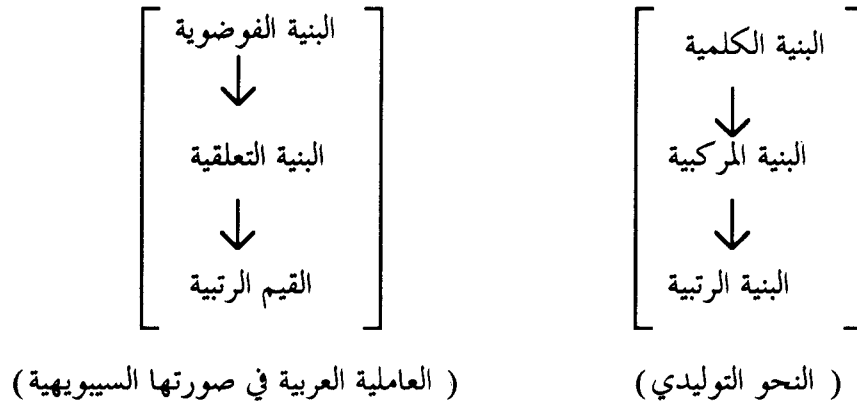 البنية الكلمية
المركبية البنية
البنية الرتبية
( النحو التوليدي )
البنية الفوضوية
البنية التعلقية
القيم الرتبية
( العاملية العربية في صورتها السيبويهية )